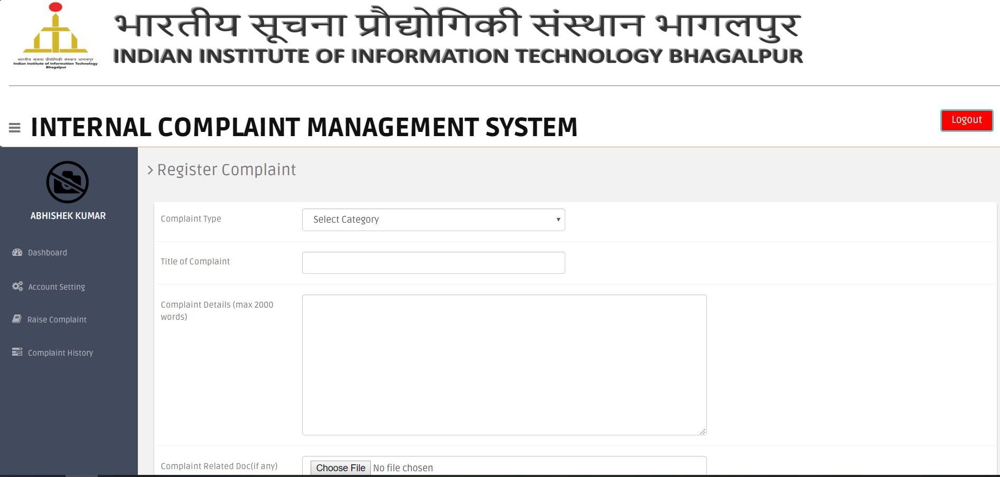 भारतीय सूचना प्रौद्योगिकी संस्थान भागलपुर
INDIAN INSTITUTE OF INFORMATION TECHNOLOGY BHAGALPUR
भारतीय सूचना प्रौद्योगिकी संस्थान भागलपुर
Indian Institute of Information Technology
Bhagalpur
INTERNAL COMPLAINT MANAGEMENT SYSTEM
Logout
ABHISHEK KUMAR
Dashboard
Account Setting
Raise Complaint
Complaint History
Register Complaint
Complaint Type
Select Category
Title of Complaint
Complaint Details (max 2000
words)
Complaint Related Doc(if any)
Choose File No file chosen